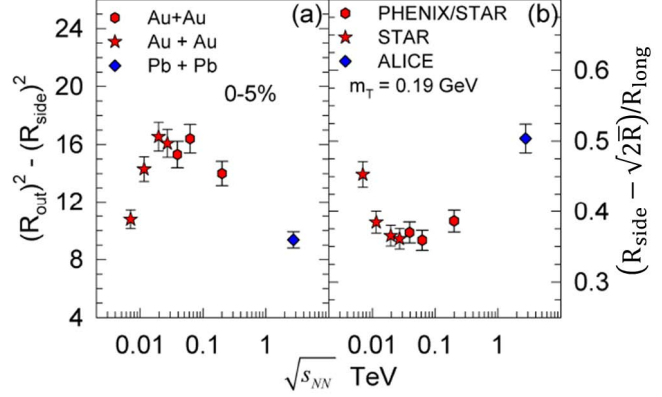 (a)
Au+Au
Au + Au
Pb + Pb
0-5%
24
20
16
12
8
4
(R_out)^2 - (R_side)^2
0.01 0.1 1
(b)
PHENIX/STAR
STAR
ALICE
m_T = 0.19 GeV
0.6
0.5
0.4
0.3
(R_side − √2R̅)/R_long
0.01 0.1 1
√s_NN TeV